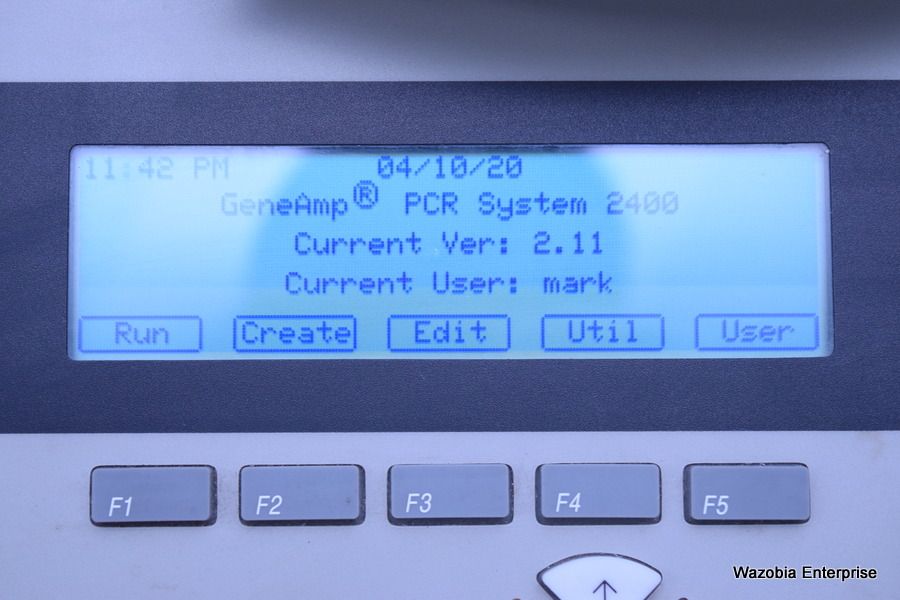 11:42 PM 04/10/20
GeneAmp® PCR System 2400
Current Ver: 2.11
Current User: mark
Run Create Edit Util User
F1 F2 F3 F4 F5
Wazobia Enterprise